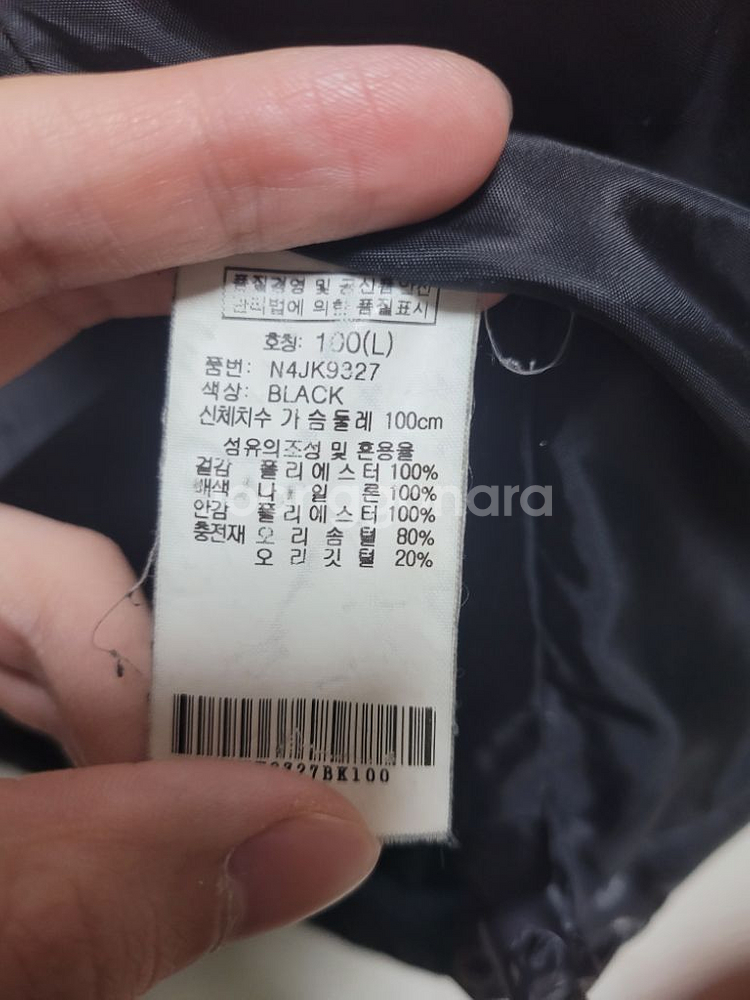 품질경영 및 공산품안전
관리법에 의한 품질표시
호칭: 100(L)
품번: N4JK9327
색상: BLACK
신체치수 가슴둘레 100cm
섬유의조성 및 혼용율
겉감 폴리에스터 100%
배색 나일론 100%
안감 폴리에스터 100%
충전재 오리솜털 80%
오리깃털 20%
9327BK100